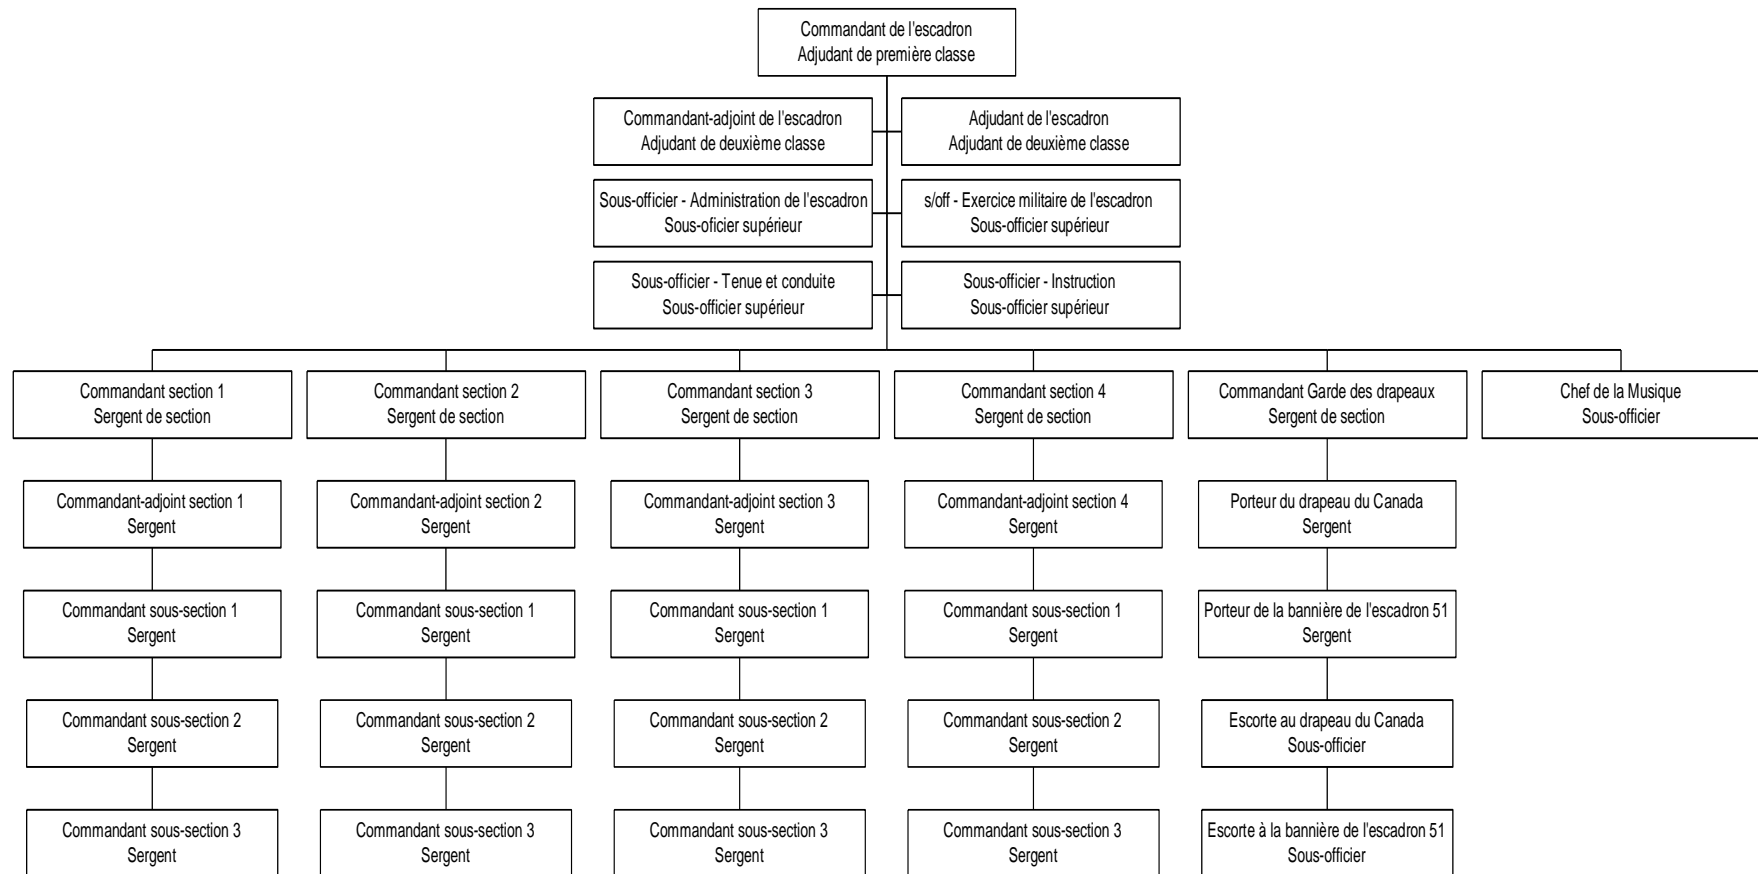 Commandant de l'escadron
Adjudant de première classe
Commandant-adjoint de l'escadron
Adjudant de deuxième classe
Adjudant de l'escadron
Adjudant de deuxième classe
Sous-officier - Administration de l'escadron
Sous-oficier supérieur
s/off - Exercice militaire de l'escadron
Sous-officier supérieur
Sous-officier - Tenue et conduite
Sous-officier supérieur
Sous-officier - Instruction
Sous-officier supérieur
Commandant section 1
Sergent de section
Commandant section 2
Sergent de section
Commandant section 3
Sergent de section
Commandant section 4
Sergent de section
Commandant Garde des drapeaux
Sergent de section
Chef de la Musique
Sous-officier
Commandant-adjoint section 1
Sergent
Commandant-adjoint section 2
Sergent
Commandant-adjoint section 3
Sergent
Commandant-adjoint section 4
Sergent
Porteur du drapeau du Canada
Sergent
Commandant sous-section 1
Sergent
Commandant sous-section 1
Sergent
Commandant sous-section 1
Sergent
Commandant sous-section 1
Sergent
Porteur de la bannière de l'escadron 51
Sergent
Commandant sous-section 2
Sergent
Commandant sous-section 2
Sergent
Commandant sous-section 2
Sergent
Commandant sous-section 2
Sergent
Escorte au drapeau du Canada
Sous-officier
Commandant sous-section 3
Sergent
Commandant sous-section 3
Sergent
Commandant sous-section 3
Sergent
Commandant sous-section 3
Sergent
Escorte à la bannière de l'escadron 51
Sous-officier